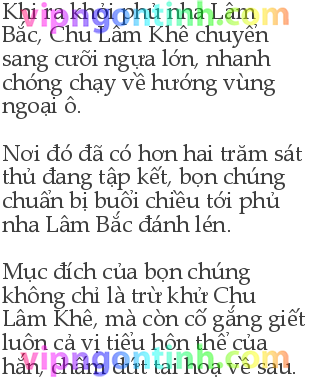 Khi ra khỏi phủ nha Lâm
Bắc, Chu Lâm Khê chuyển
sang cưỡi ngựa lớn, nhanh
chóng chạy về hướng vùng
ngoại ô.
Nơi đó đã có hơn hai trăm sát
thủ đang tập kết, bọn chúng
chuẩn bị buổi chiều tới phủ
nha Lâm Bắc đánh lén.
Mục đích của bọn chúng
không chỉ là trừ khử Chu
Lâm Khê, mà còn cố gắng giết
luôn cả vị tiểu hôn thê của
hắn, chấm dứt tai hoạ về sau.
vipngontinh.com
vipngontinh.com